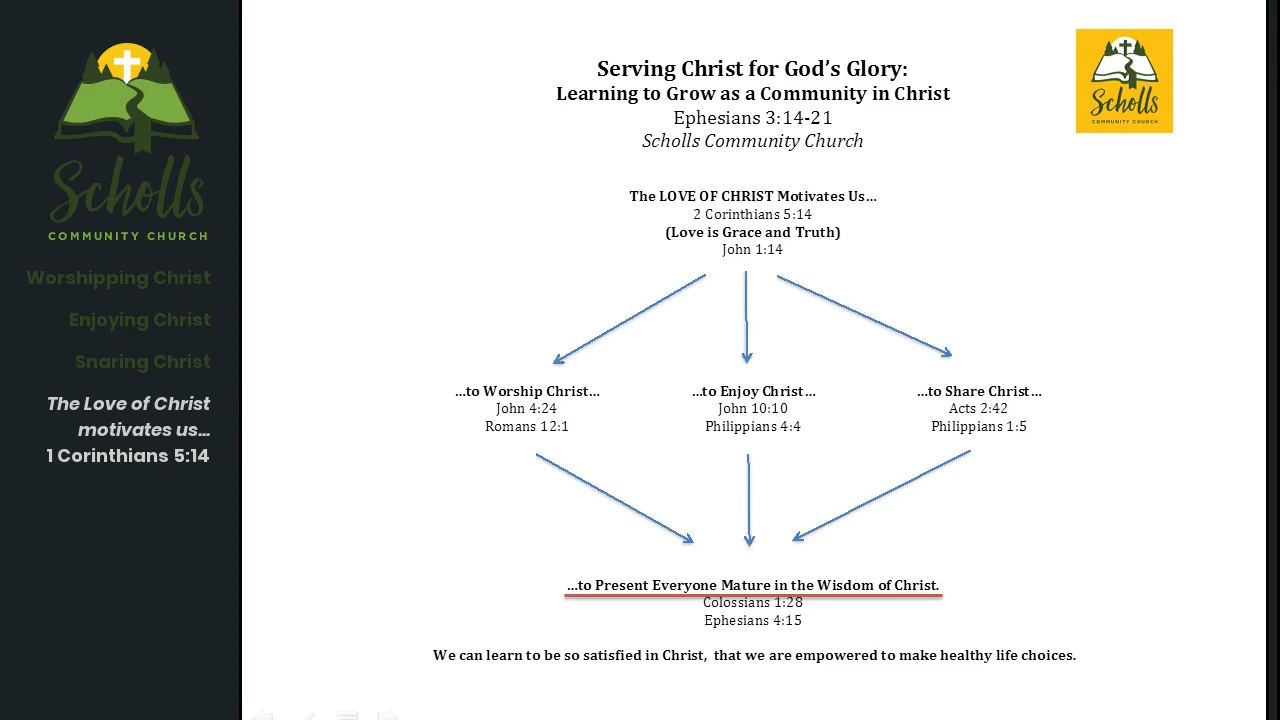 Scholls
COMMUNITY CHURCH
Worshipping Christ
Enjoying Christ
Snaring Christ
The Love of Christ
motivates us...
1 Corinthians 5:14
Serving Christ for God's Glory:
Learning to Grow as a Community in Christ
Ephesians 3:14-21
Scholls Community Church
Scholls
COMMUNITY CHURCH
The LOVE OF CHRIST Motivates Us...
2 Corinthians 5:14
(Love is Grace and Truth)
John 1:14
...to Worship Christ... ...to Enjoy Christ... ...to Share Christ...
John 4:24 John 10:10 Acts 2:42
Romans 12:1 Philippians 4:4 Philippians 1:5
...to Present Everyone Mature in the Wisdom of Christ.
Colossians 1:28
Ephesians 4:15
We can learn to be so satisfied in Christ, that we are empowered to make healthy life choices.